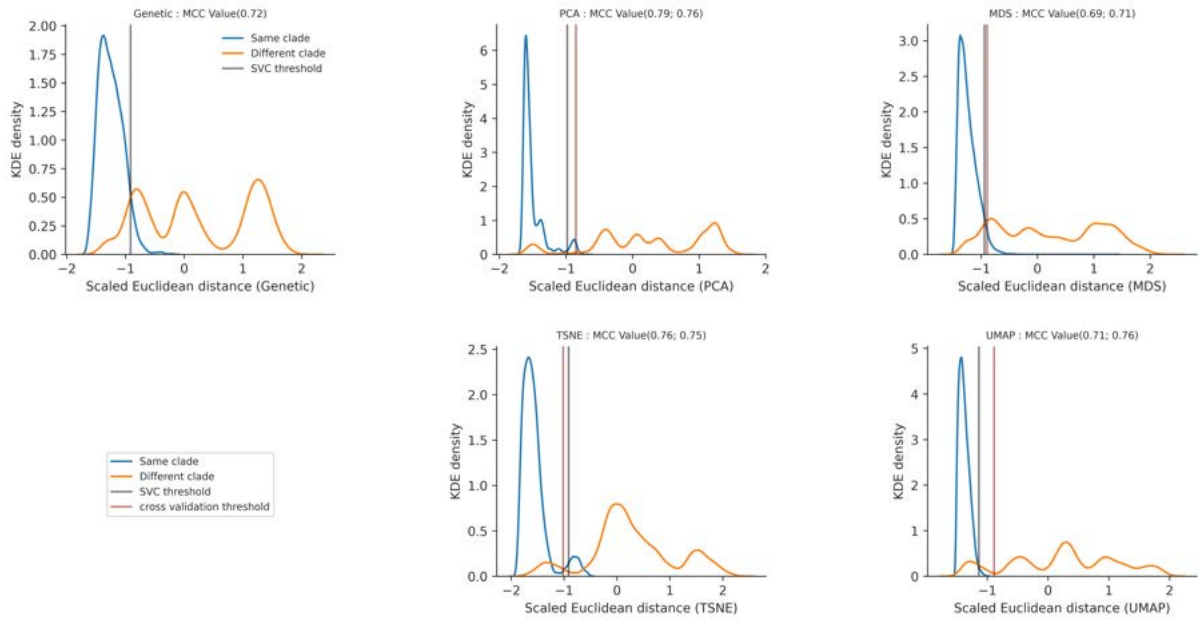 Genetic : MCC Value(0.72)
2.00
1.75
1.50
1.25
1.00
0.75
0.50
0.25
0.00
KDE density
Same clade
Different clade
SVC threshold
−2
−1
0
1
2
Scaled Euclidean distance (Genetic)
PCA : MCC Value(0.79; 0.76)
6
5
4
3
2
1
0
KDE density
−2
−1
0
1
2
Scaled Euclidean distance (PCA)
MDS : MCC Value(0.69; 0.71)
3.0
2.5
2.0
1.5
1.0
0.5
0.0
KDE density
−1
0
1
2
Scaled Euclidean distance (MDS)
Same clade
Different clade
SVC threshold
cross validation threshold
TSNE : MCC Value(0.76; 0.75)
2.5
2.0
1.5
1.0
0.5
0.0
KDE density
−2
−1
0
1
2
Scaled Euclidean distance (TSNE)
UMAP : MCC Value(0.71; 0.76)
5
4
3
2
1
0
KDE density
−1
0
1
2
Scaled Euclidean distance (UMAP)